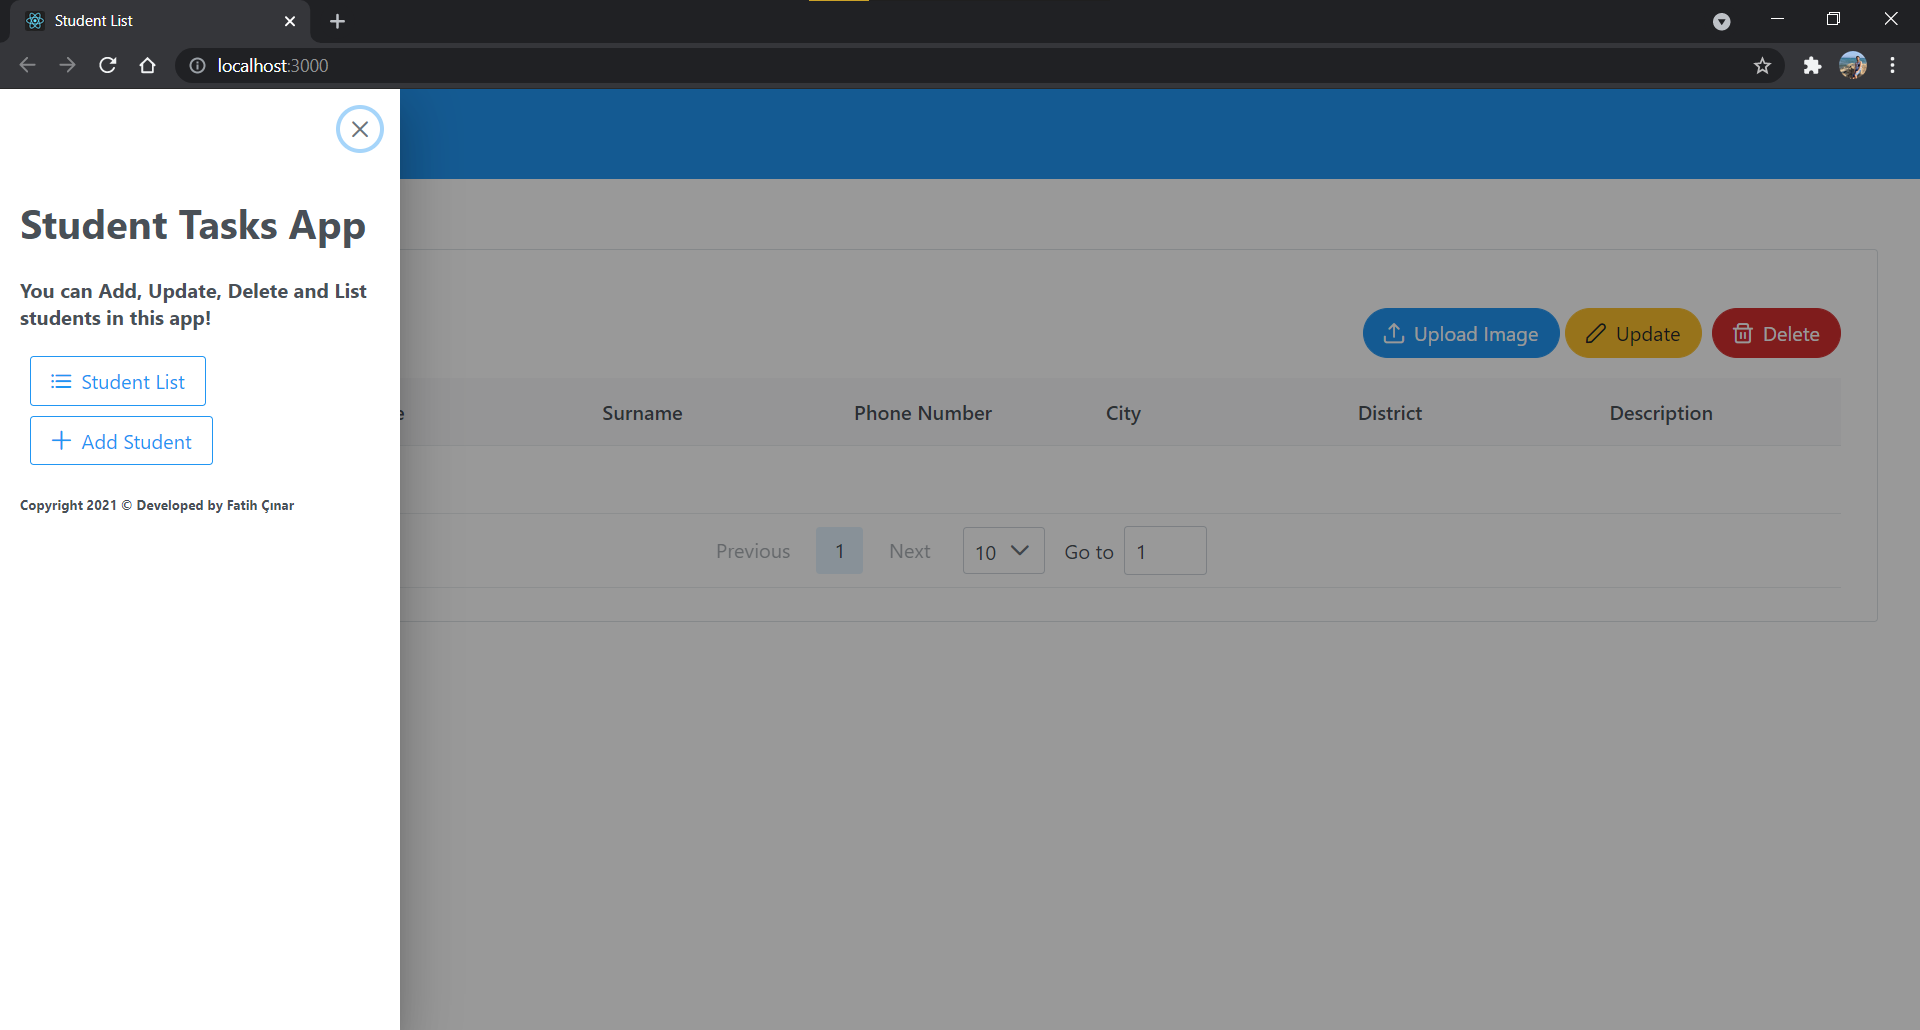 Student List
localhost:3000
Student Tasks App
You can Add, Update, Delete and List
students in this app!
Student List
Add Student
Copyright 2021 © Developed by Fatih Çınar
Upload Image
Update
Delete
Surname
Phone Number
City
District
Description
Previous
1
Next
10
Go to
1